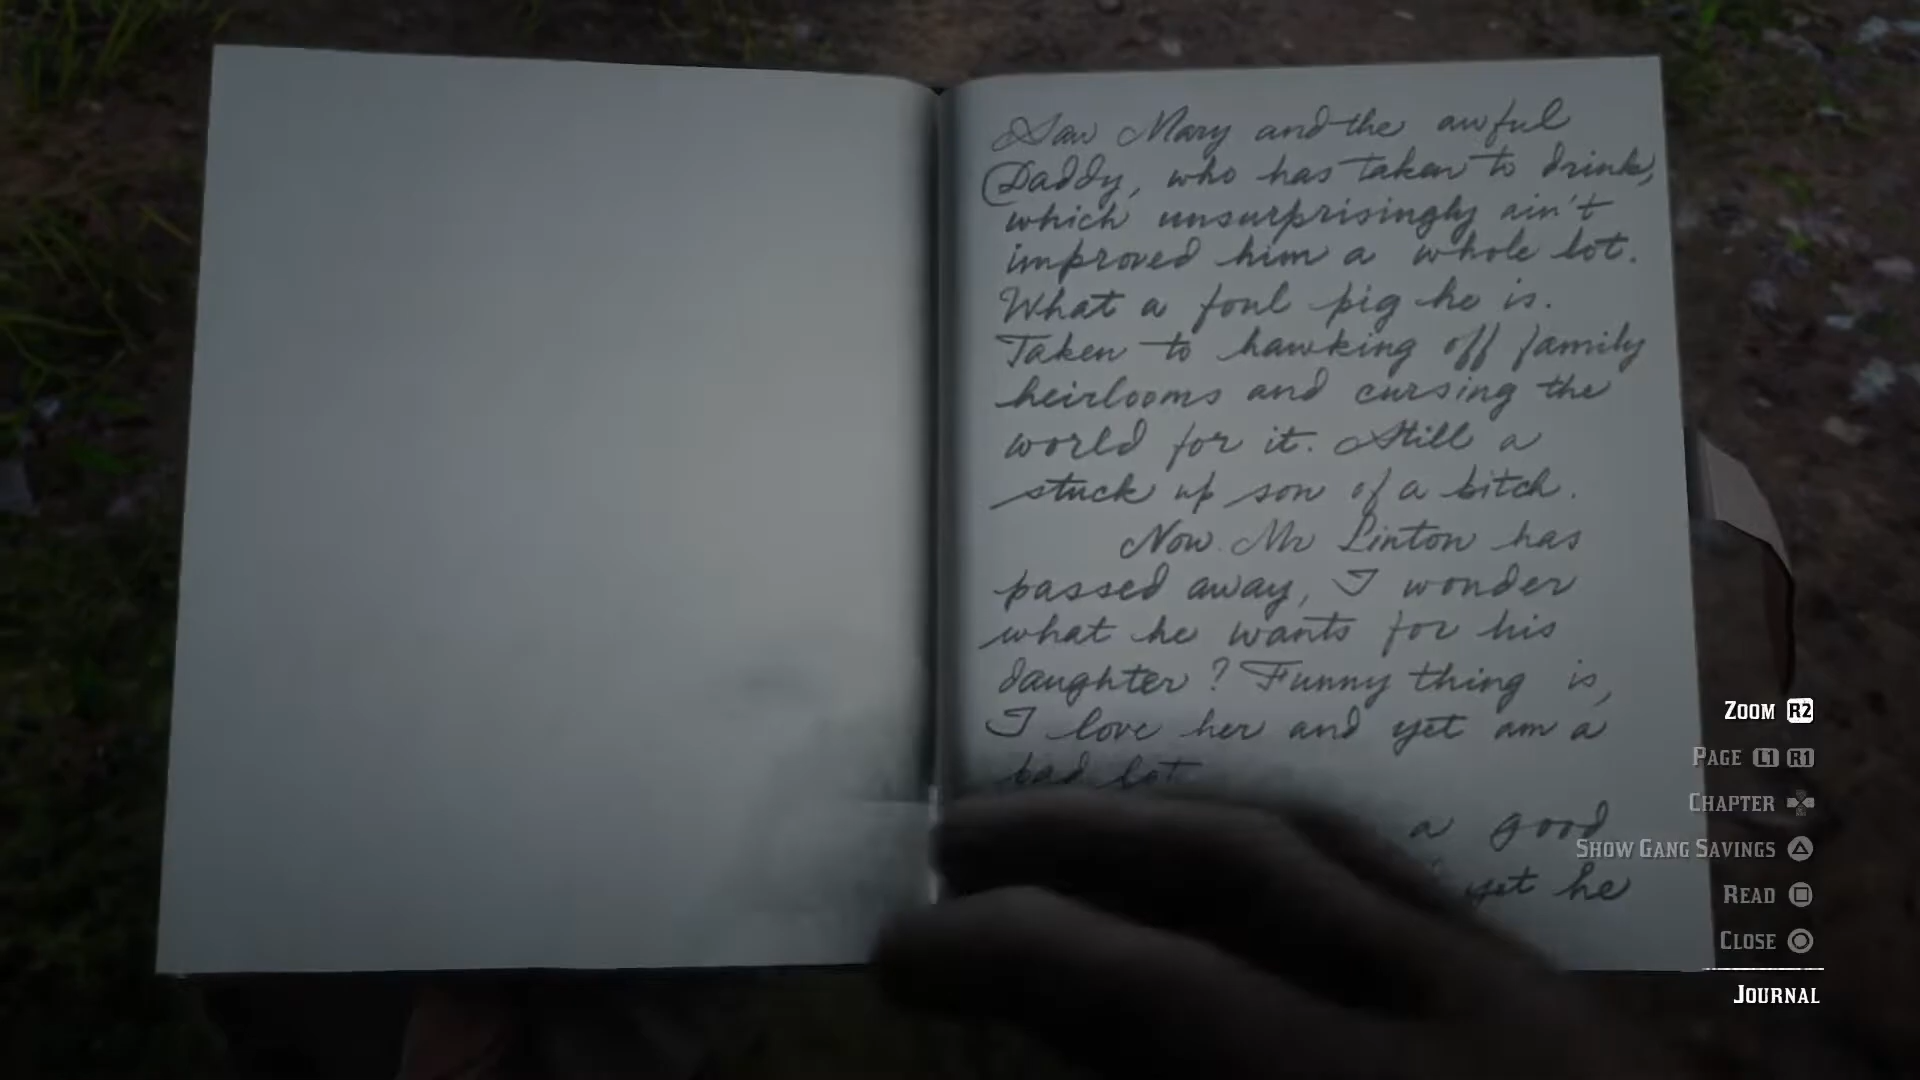 Saw Mary and the awful
Daddy, who has taken to drink,
which unsurprisingly ain't
improved him a whole lot.
What a foul pig he is.
Taken to hawking off family
heirlooms and cursing the
world for it. Still a
stuck up son of a bitch.
Now Mr Linton has
passed away, I wonder
what he wants for his
daughter? Funny thing is,
I love her and yet am a
bad lot
a good
yet he
ZOOM R2
PAGE L1 R1
CHAPTER
SHOW GANG SAVINGS
READ
CLOSE
JOURNAL